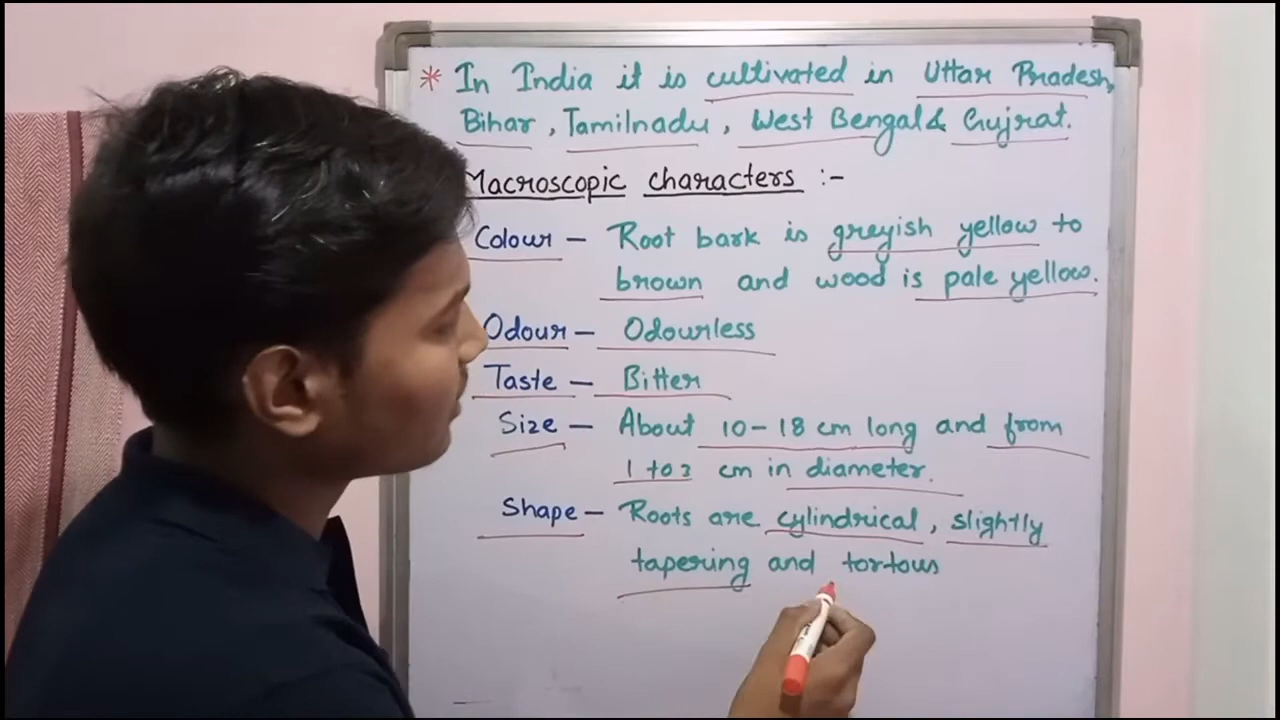 * In India it is cultivated in Uttar Pradesh,
Bihar, Tamilnadu, West Bengal & Gujrat.
Macroscopic characters :-
Colour - Root bark is greyish yellow to
brown and wood is pale yellow.
Odour - Odourless
Taste - Bitter
Size - About 10-18 cm long and from
1 to 3 cm in diameter.
Shape - Roots are cylindrical, slightly
tapering and tortous